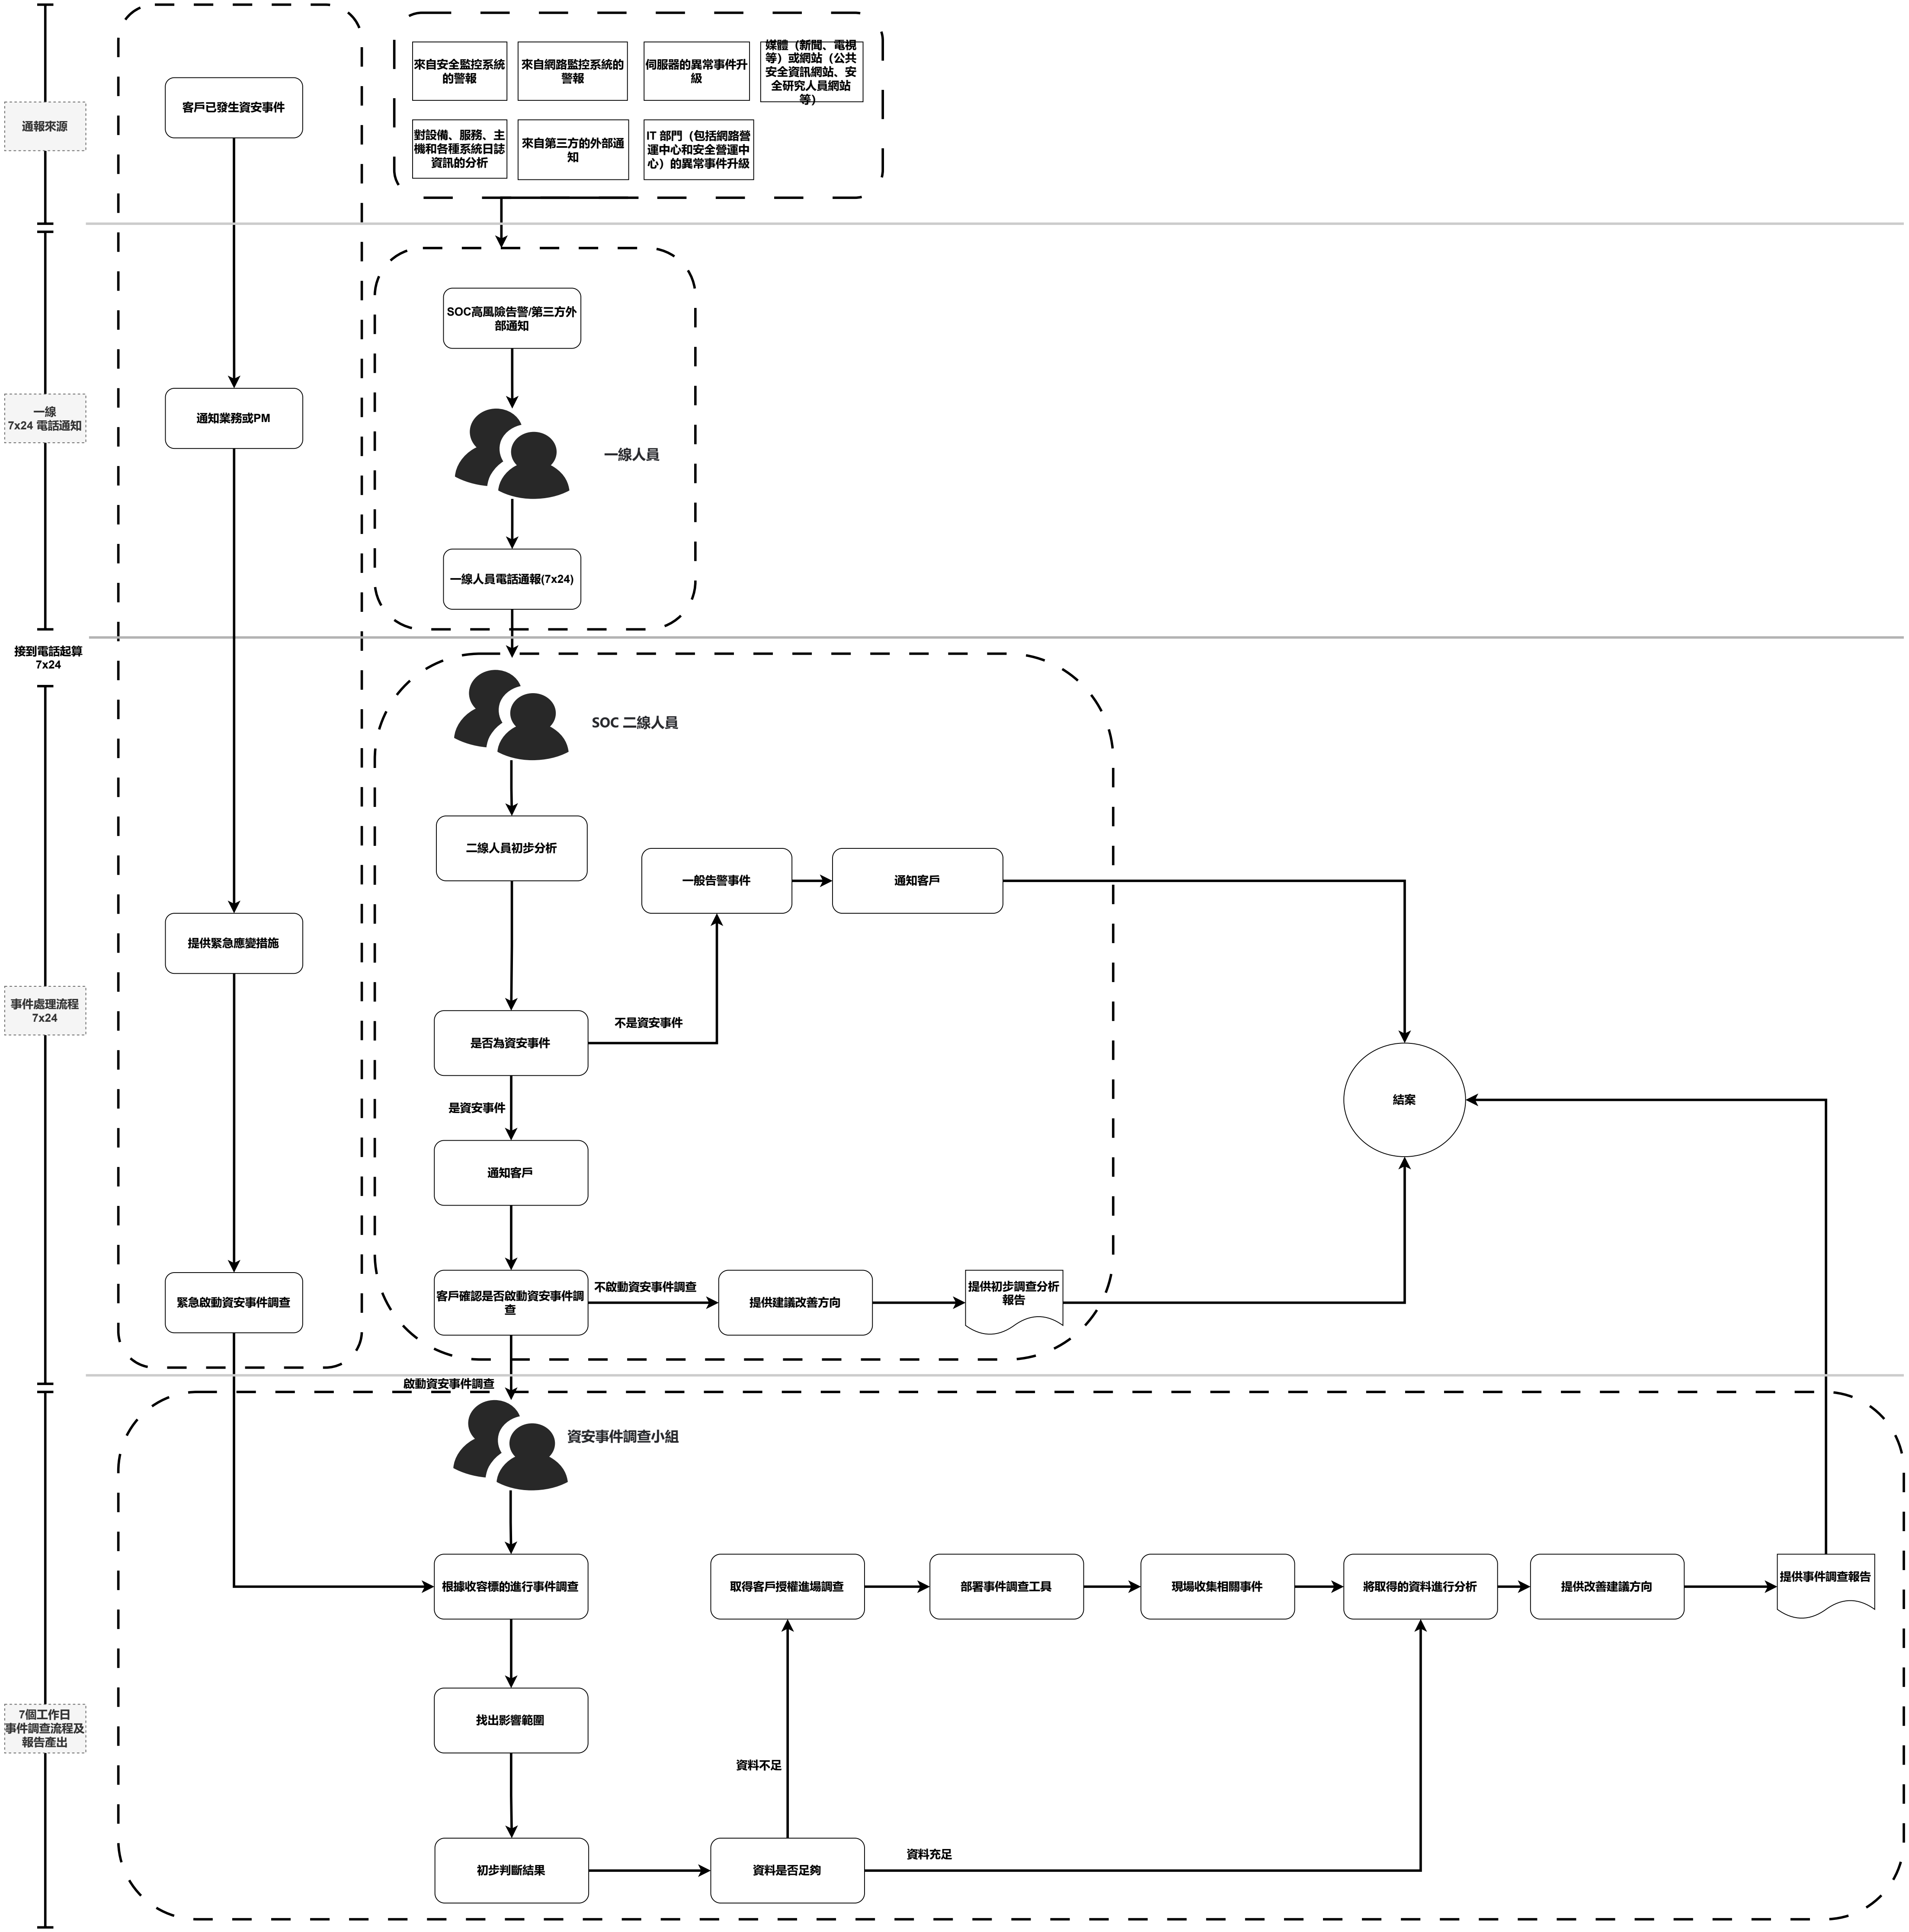 通報來源
客戶已發生資安事件
來自安全監控系統
的警報
來自網路監控系統的
警報
伺服器的異常事件升
級
媒體（新聞、電視
等）或網站（公共
安全資訊網站、安
全研究人員網站
等）
對設備、服務、主
機和各種系統日誌
資訊的分析
來自第三方的外部通
知
IT 部門（包括網路營
運中心和安全營運中
心）的異常事件升級
一線
7x24 電話通知
通知業務或PM
SOC高風險告警/第三方外
部通知
一線人員
一線人員電話通報(7x24)
接到電話起算
7x24
SOC 二線人員
二線人員初步分析
一般告警事件
通知客戶
提供緊急應變措施
事件處理流程
7x24
是否為資安事件
不是資安事件
是資安事件
結案
通知客戶
緊急啟動資安事件調查
客戶確認是否啟動資安事件調
查
不啟動資安事件調查
提供建議改善方向
提供初步調查分析
報告
啟動資安事件調查
資安事件調查小組
根據收容標的進行事件調查
取得客戶授權進場調查
部署事件調查工具
現場收集相關事件
將取得的資料進行分析
提供改善建議方向
提供事件調查報告
7個工作日
事件調查流程及
報告產出
找出影響範圍
資料不足
初步判斷結果
資料是否足夠
資料充足